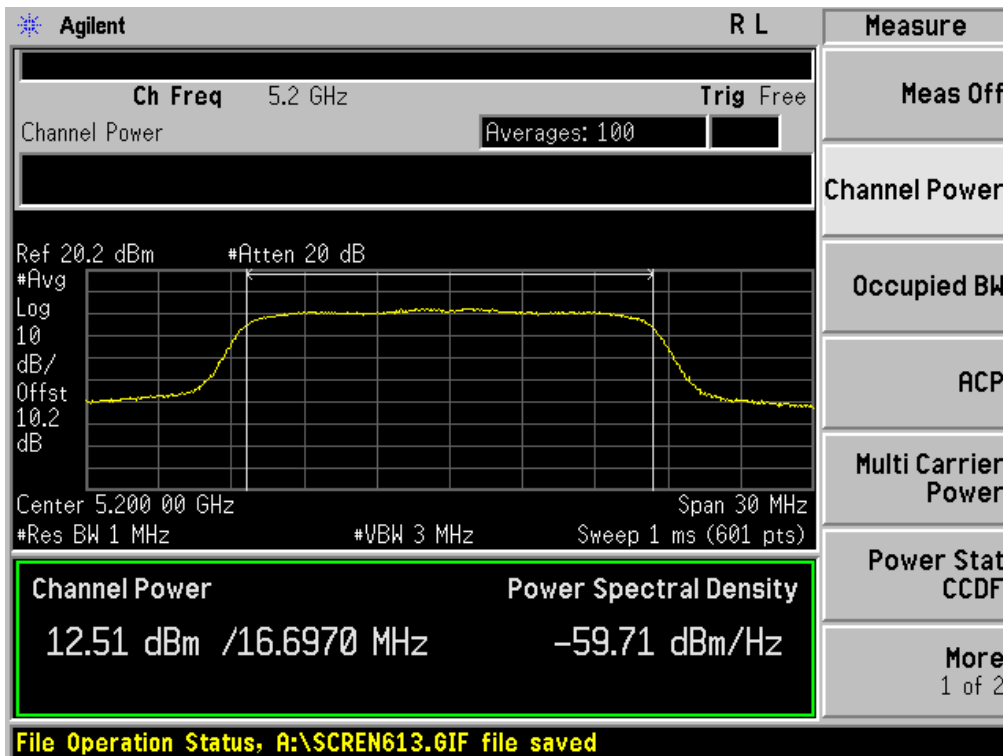 Agilent R L
Ch Freq 5.2 GHz Trig Free
Channel Power Averages: 100
Ref 20.2 dBm #Atten 20 dB
#Avg
Log
10
dB/
Offst
10.2
dB
Center 5.200 00 GHz Span 30 MHz
#Res BW 1 MHz #VBW 3 MHz Sweep 1 ms (601 pts)
Channel Power Power Spectral Density
12.51 dBm /16.6970 MHz -59.71 dBm/Hz
File Operation Status, A:\SCREN613.GIF file saved
Measure
Meas Off
Channel Power
Occupied BW
ACP
Multi Carrier
Power
Power Stat
CCDF
More
1 of 2